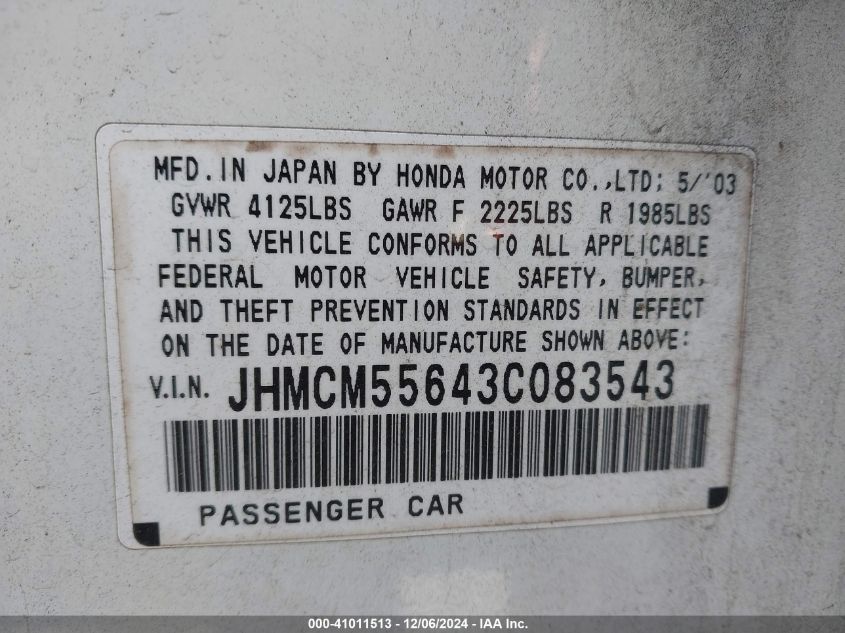 MFD. IN JAPAN BY HONDA MOTOR CO.,LTD; 5/'03
GVWR 4125LBS GAWR F 2225LBS R 1985LBS
THIS VEHICLE CONFORMS TO ALL APPLICABLE
FEDERAL MOTOR VEHICLE SAFETY, BUMPER,
AND THEFT PREVENTION STANDARDS IN EFFECT
ON THE DATE OF MANUFACTURE SHOWN ABOVE:
V.I.N. JHMCM55643C083543
PASSENGER CAR
000-41011513 - 12/06/2024 - IAA Inc.